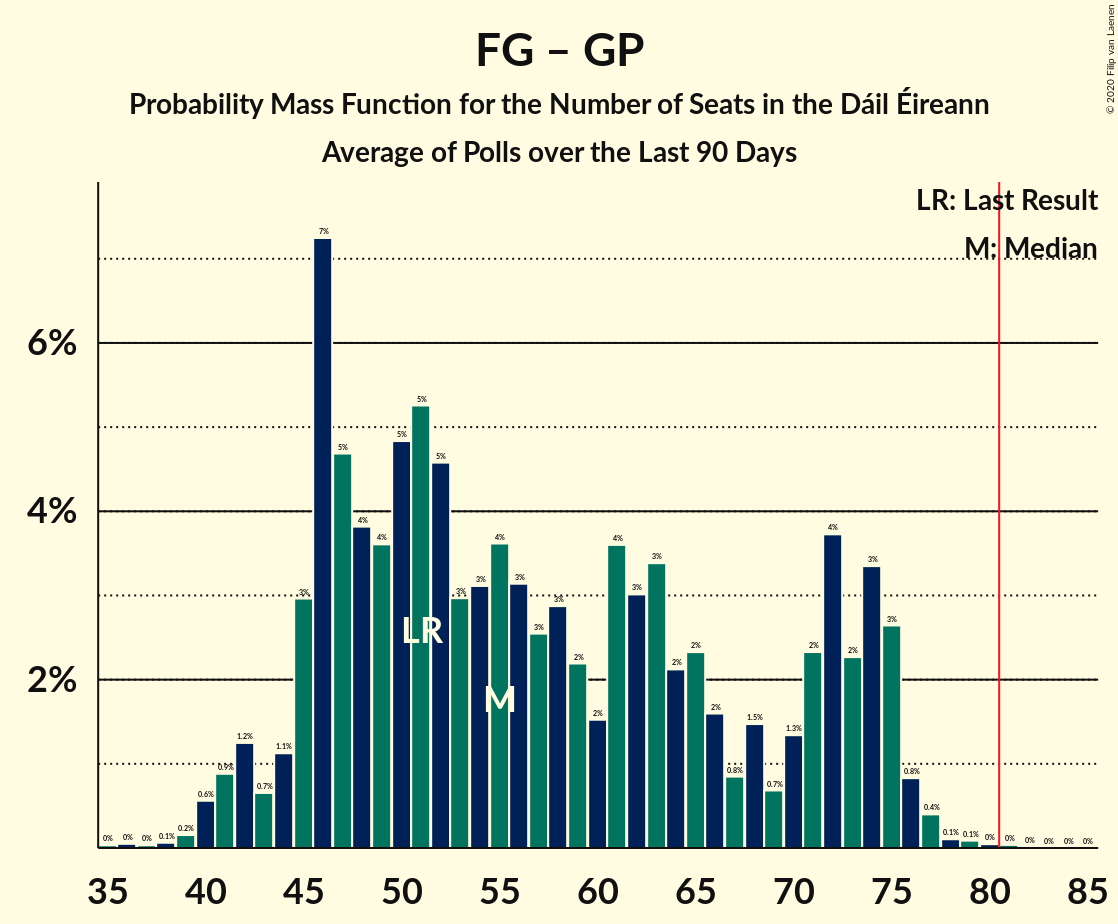 FG – GP
Probability Mass Function for the Number of Seats in the Dáil Éireann
Average of Polls over the Last 90 Days
© 2020 Filip van Laenen
LR: Last Result
M: Median
6%
4%
2%
0% 0% 0% 0.1% 0.2% 0.6% 0.9% 1.2% 0.7% 1.1% 3% 7% 5% 4% 4% 5% 5% 5% 3% 3% 4% 3% 3% 3% 2% 2% 4% 3% 3% 2% 2% 2% 0.8% 1.5% 0.7% 1.3% 2% 4% 2% 3% 3% 0.8% 0.4% 0.1% 0.1% 0% 0% 0% 0% 0% 0%
LR
M
35 40 45 50 55 60 65 70 75 80 85